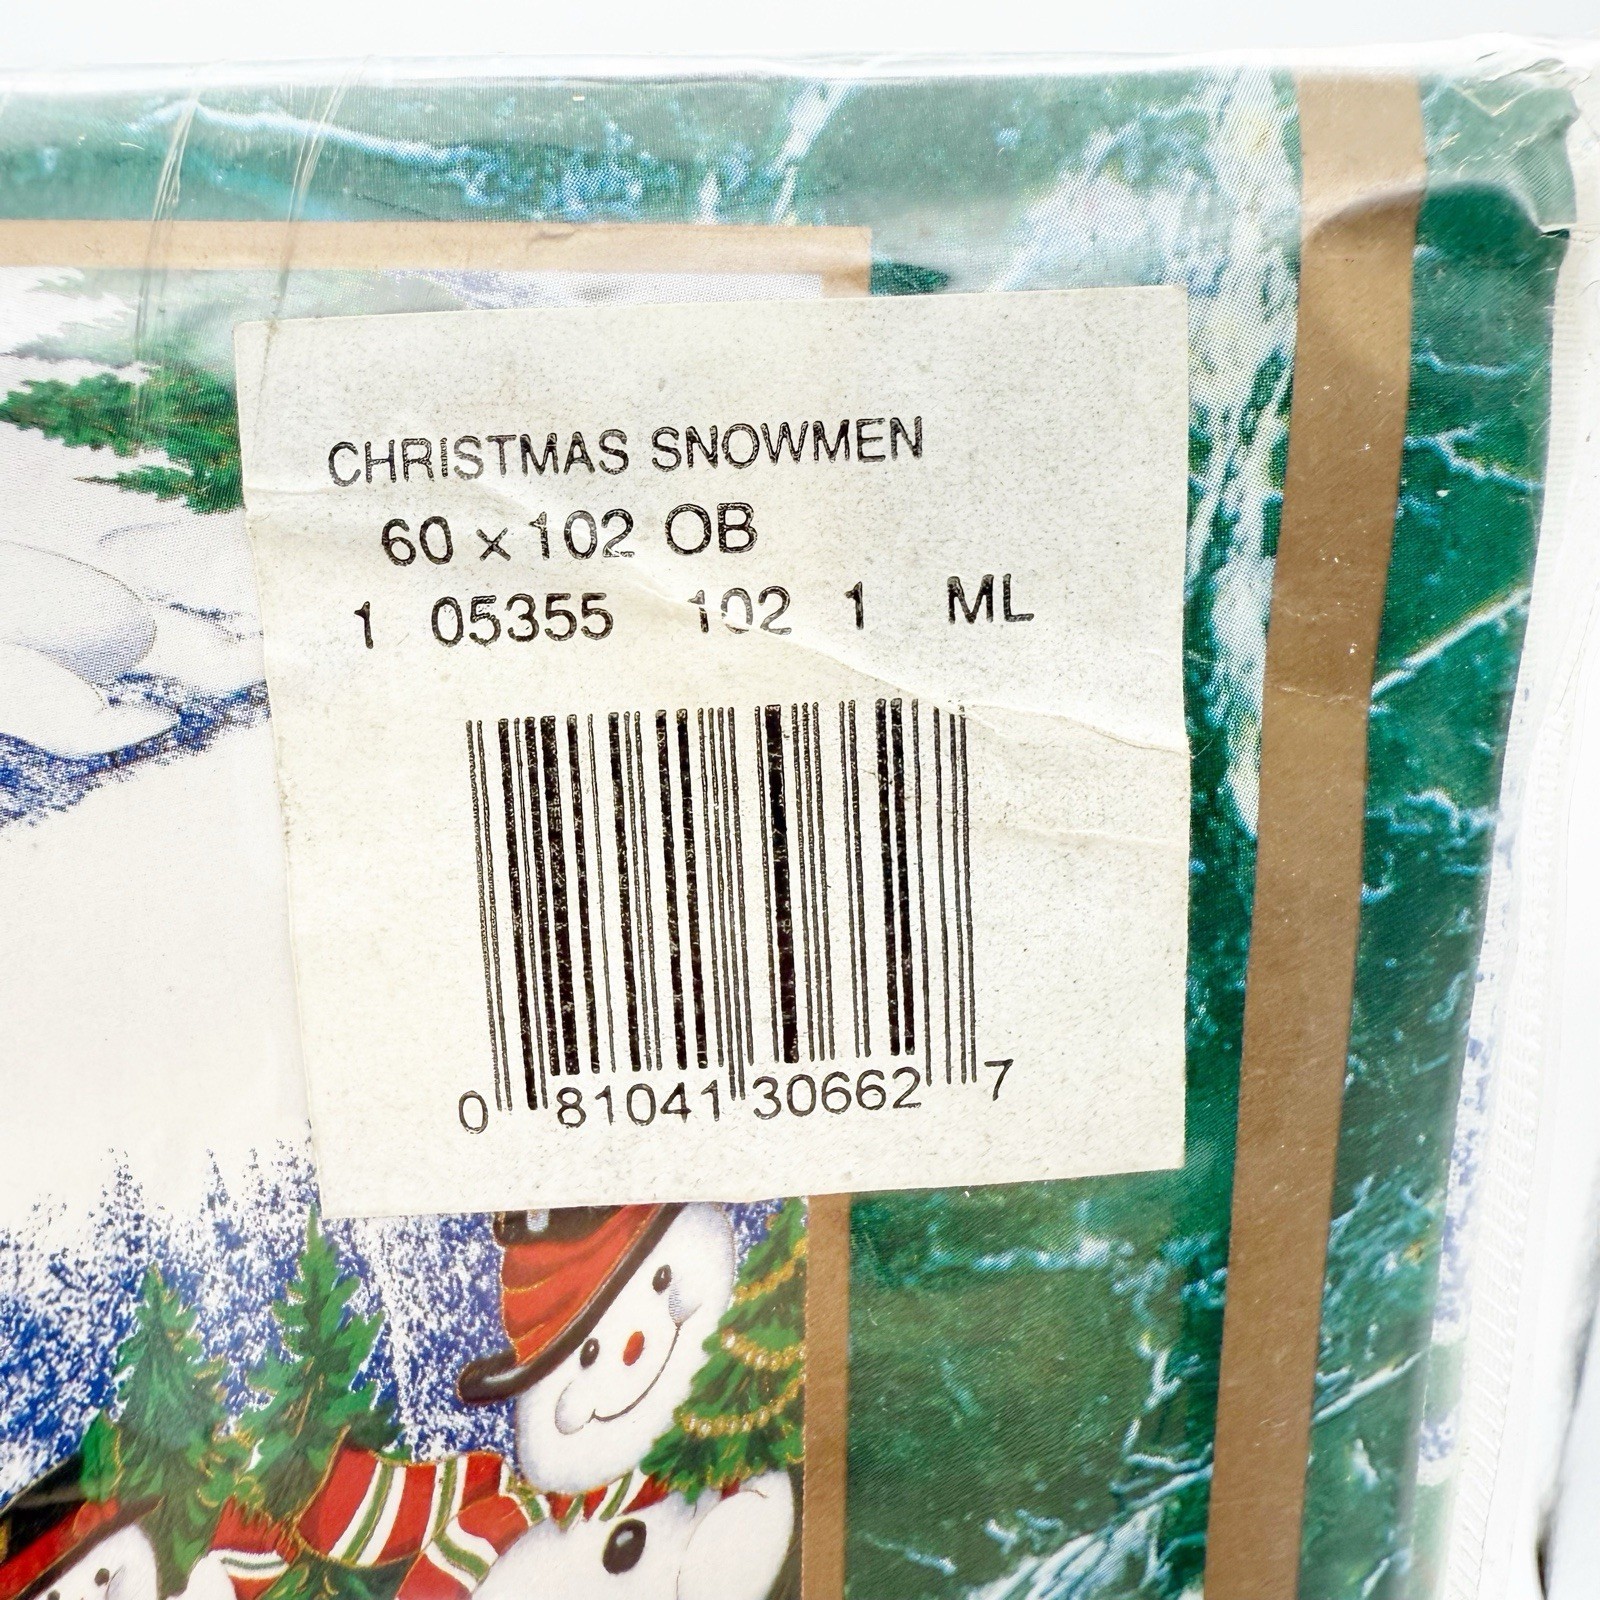 CHRISTMAS SNOWMEN
60 x 102 OB
1 05355 102 1 ML
0 81041 30662 7